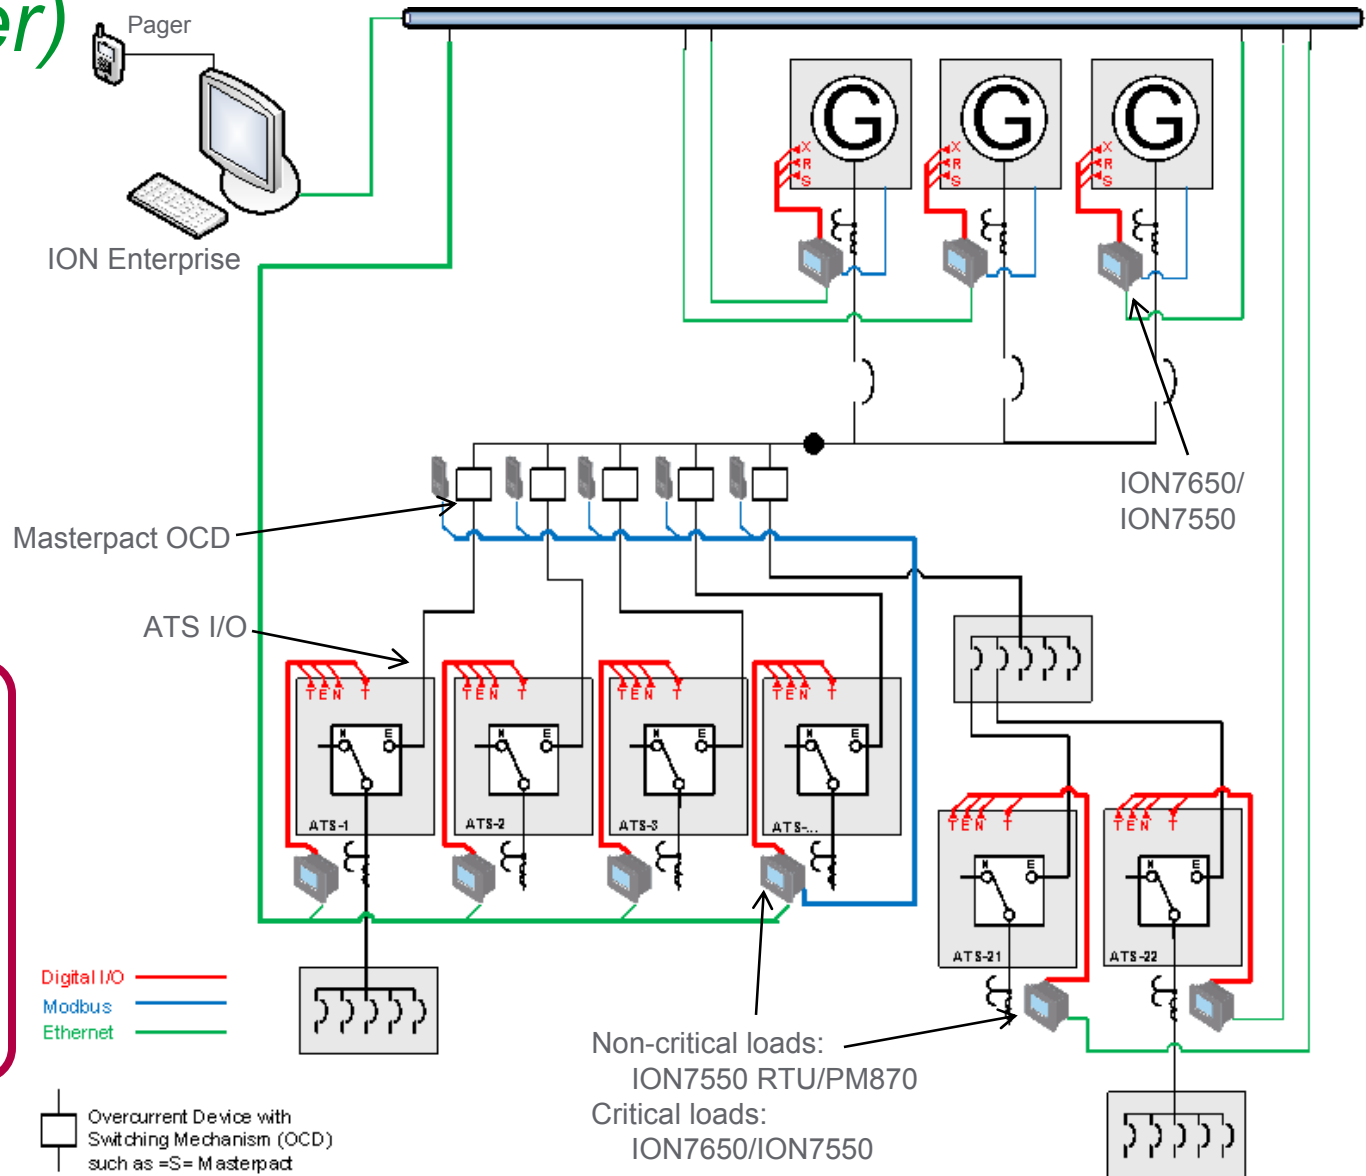 er)
Pager
ION Enterprise
G
G
G
X
R
S
X
R
S
X
R
S
ION7650/
ION7550
Masterpact OCD
ATS I/O
T E N T
T E N T
T E N T
T E N T
N E
N E
N E
N E
ATS-1
ATS-2
ATS-3
ATS-...
T E N T
T E N T
N E
N E
ATS-21
ATS-22
Digital I/O
Modbus
Ethernet
Non-critical loads:
ION7550 RTU/PM870
Critical loads:
ION7650/ION7550
Overcurrent Device with
Switching Mechanism (OCD)
such as =S= Masterpact